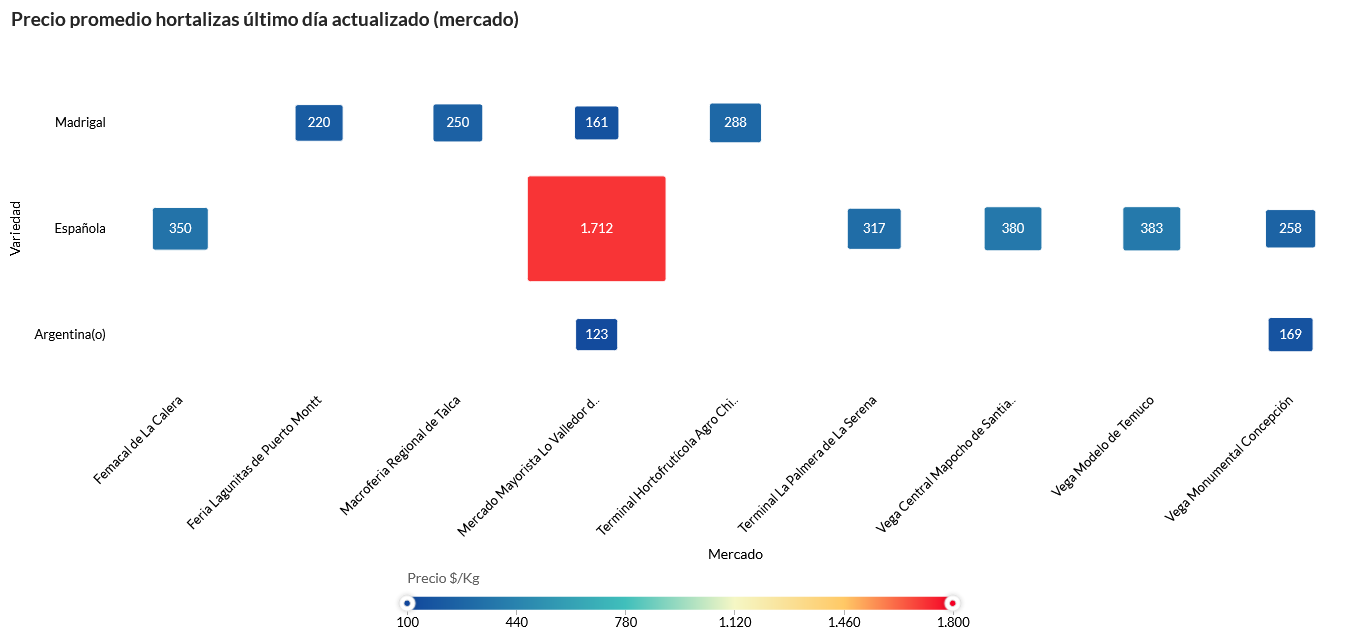 Precio promedio hortalizas último día actualizado (mercado)
Variedad
Madrigal
220
250
161
288
Española
350
1.712
317
380
383
258
Argentina(o)
123
169
Femacal de La Calera
Feria Lagunitas de Puerto Montt
Macroferia Regional de Talca
Mercado Mayorista Lo Valledor d..
Terminal Hortofrutícola Agro Chi..
Terminal La Palmera de La Serena
Vega Central Mapocho de Santia..
Vega Modelo de Temuco
Vega Monumental Concepción
Mercado
Precio $/Kg
100
440
780
1.120
1.460
1.800